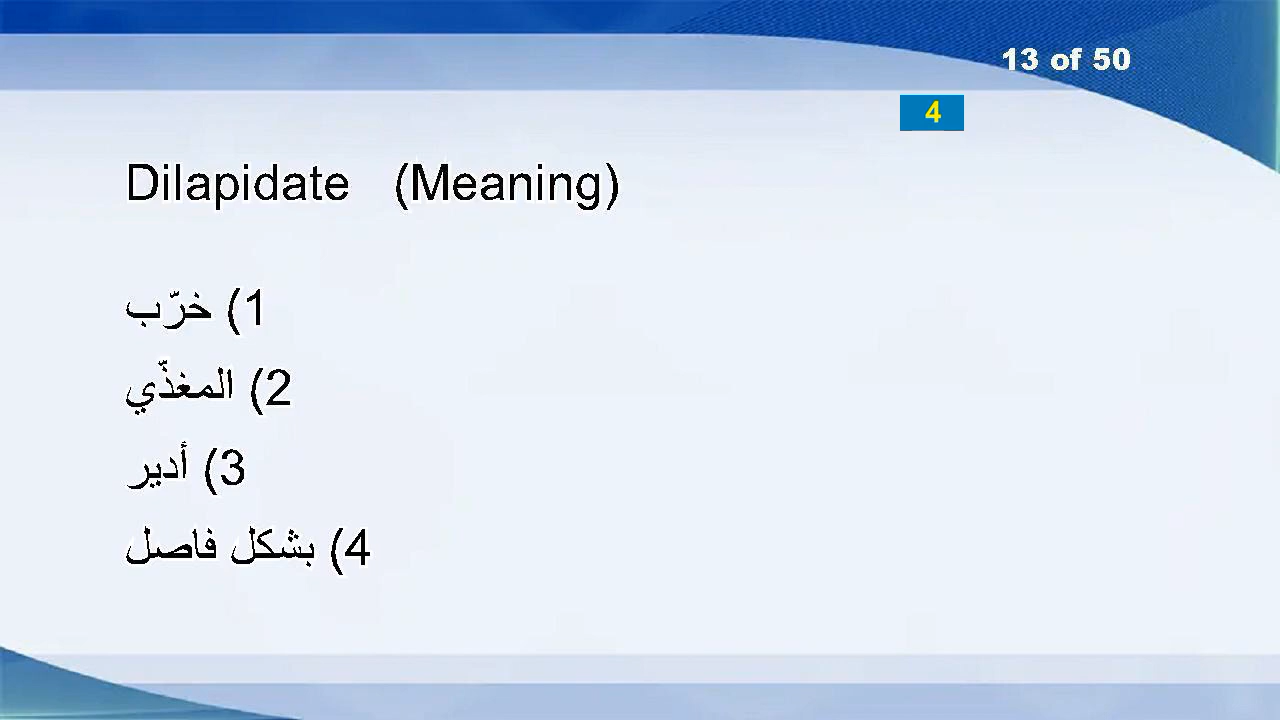 13 of 50
4
Dilapidate (Meaning)
1) خرّب
2) المغذّي
3) أدير
4) بشكل فاصل